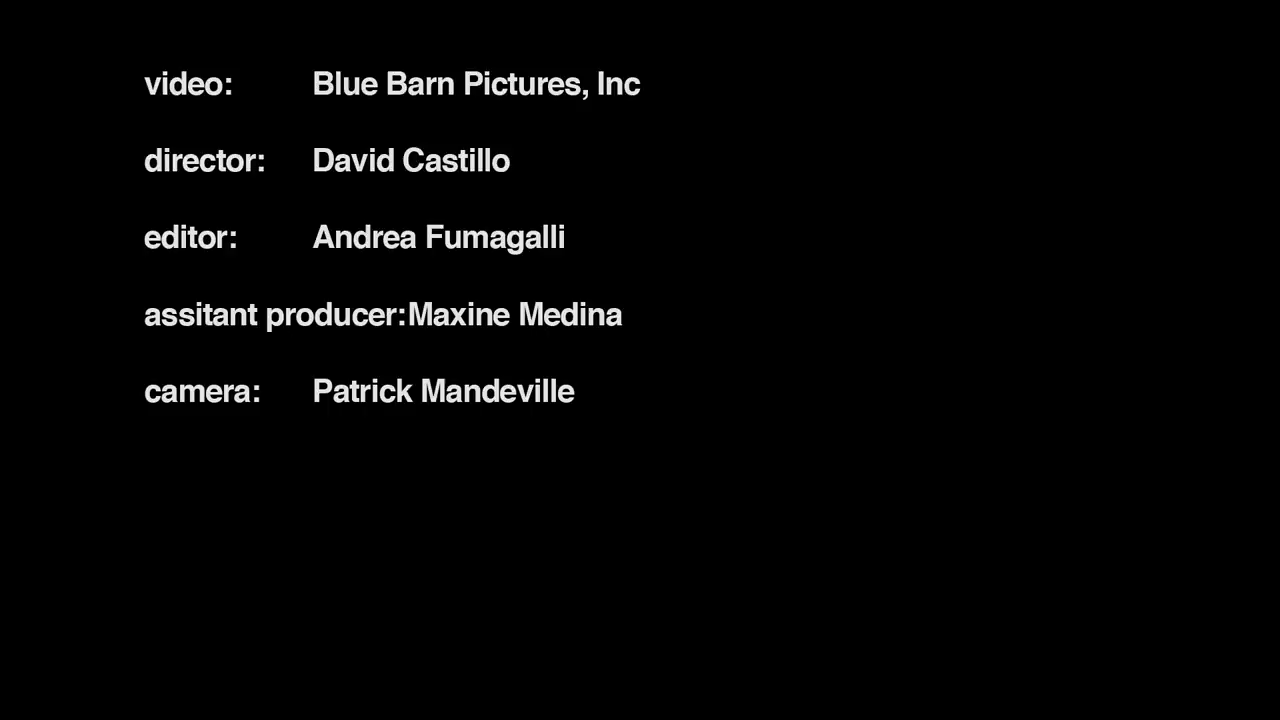 video: Blue Barn Pictures, Inc
director: David Castillo
editor: Andrea Fumagalli
assitant producer:Maxine Medina
camera: Patrick Mandeville